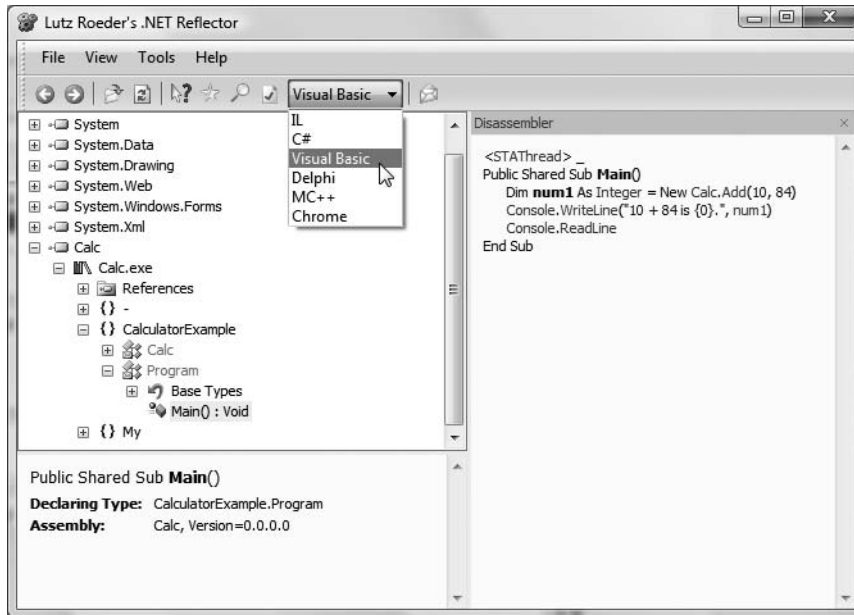 Lutz Roeder's .NET Reflector
File View Tools Help
Visual Basic
IL
C#
Visual Basic
Delphi
MC++
Chrome
System
System.Data
System.Drawing
System.Web
System.Windows.Forms
System.Xml
Calc
Calc.exe
References
{} -
{} CalculatorExample
Calc
Program
Base Types
Main() : Void
{} My
Disassembler
<STAThread> _
Public Shared Sub Main()
Dim num1 As Integer = New Calc.Add(10, 84)
Console.WriteLine("10 + 84 is {0}.", num1)
Console.ReadLine
End Sub
Public Shared Sub Main()
Declaring Type: CalculatorExample.Program
Assembly: Calc, Version=0.0.0.0